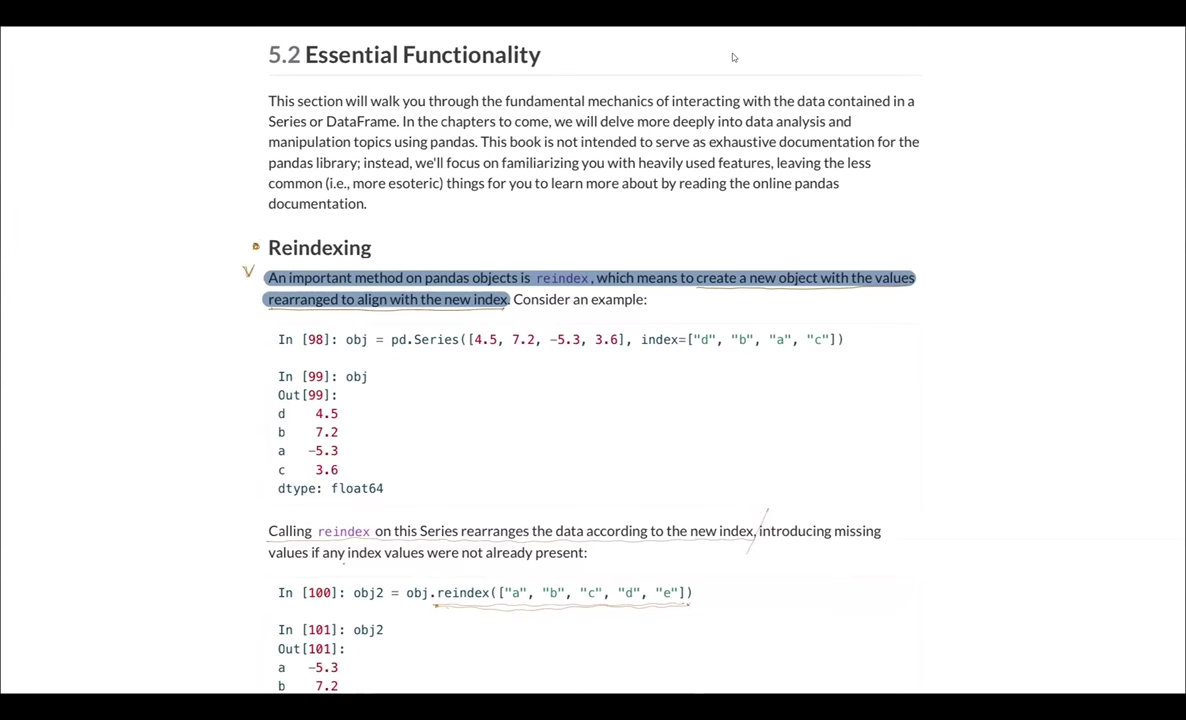 5.2 Essential Functionality
This section will walk you through the fundamental mechanics of interacting with the data contained in a
Series or DataFrame. In the chapters to come, we will delve more deeply into data analysis and
manipulation topics using pandas. This book is not intended to serve as exhaustive documentation for the
pandas library; instead, we'll focus on familiarizing you with heavily used features, leaving the less
common (i.e., more esoteric) things for you to learn more about by reading the online pandas
documentation.
Reindexing
An important method on pandas objects is reindex, which means to create a new object with the values
rearranged to align with the new index. Consider an example:
In [98]: obj = pd.Series([4.5, 7.2, -5.3, 3.6], index=["d", "b", "a", "c"])
In [99]: obj
Out[99]:
d    4.5
b    7.2
a   -5.3
c    3.6
dtype: float64
Calling reindex on this Series rearranges the data according to the new index, introducing missing
values if any index values were not already present:
In [100]: obj2 = obj.reindex(["a", "b", "c", "d", "e"])
In [101]: obj2
Out[101]:
a   -5.3
b    7.2